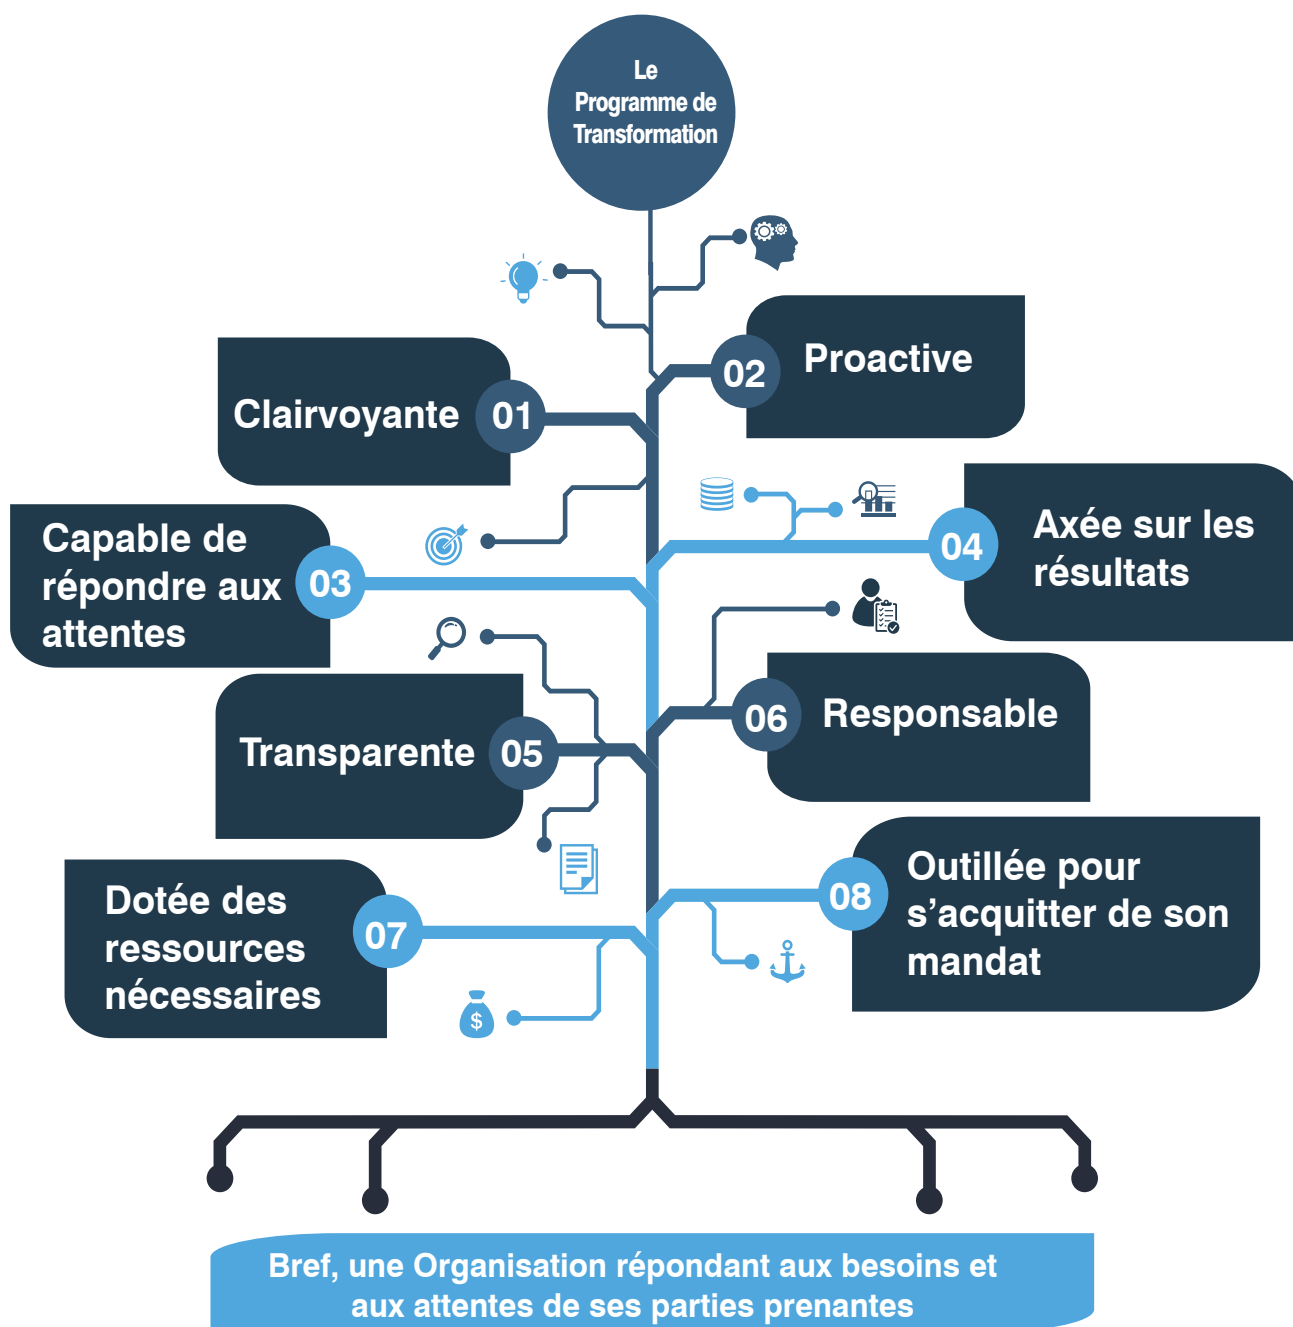 Le
Programme de
Transformation
Clairvoyante
01
02
Proactive
Capable de
répondre aux
attentes
03
04
Axée sur les
résultats
Transparente
05
06
Responsable
Dotée des
ressources
nécessaires
07
08
Outillée pour
s’acquitter de son
mandat
$
Bref, une Organisation répondant aux besoins et
aux attentes de ses parties prenantes